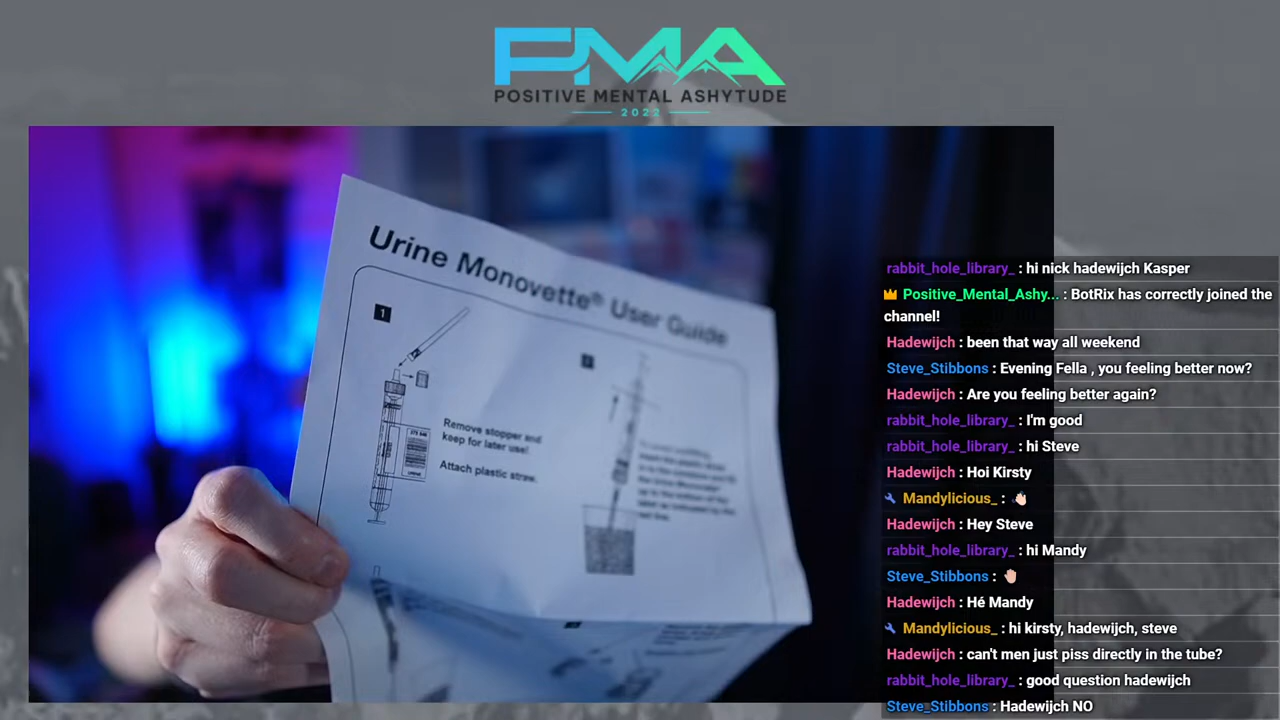 PMA
POSITIVE MENTAL ASHYTUDE
2022
Urine Monovette® User Guide
1
Remove stopper and
keep for later use!
Attach plastic straw.
rabbit_hole_library_ : hi nick hadewijch Kasper
Positive_Mental_Ashy... : BotRix has correctly joined the
channel!
Hadewijch : been that way all weekend
Steve_Stibbons : Evening Fella , you feeling better now?
Hadewijch : Are you feeling better again?
rabbit_hole_library_ : I'm good
rabbit_hole_library_ : hi Steve
Hadewijch : Hoi Kirsty
Mandylicious_ :
Hadewijch : Hey Steve
rabbit_hole_library_ : hi Mandy
Steve_Stibbons :
Hadewijch : Hé Mandy
Mandylicious_ : hi kirsty, hadewijch, steve
Hadewijch : can't men just piss directly in the tube?
rabbit_hole_library_ : good question hadewijch
Steve_Stibbons : Hadewijch NO